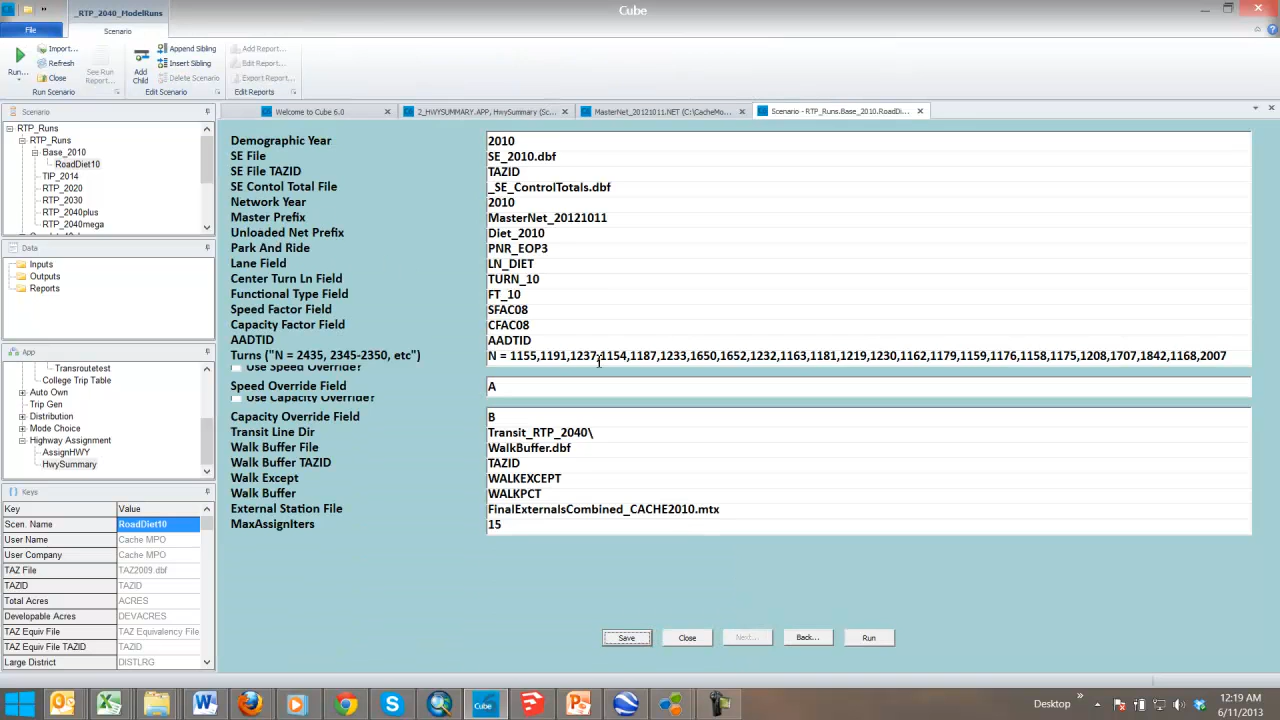 _RTP_2040_ModelRuns
Cube
File
Scenario
Run...
Import...
Refresh
Close
See Run Report...
Run Scenario
Add Child
Append Sibling
Insert Sibling
Delete Scenario
Edit Scenario
Add Report...
Edit Report...
Export Report...
Edit Reports
Scenario
RTP_Runs
RTP_Runs
Base_2010
RoadDiet10
TIP_2014
RTP_2020
RTP_2030
RTP_2040plus
RTP_2040mega
Data
Inputs
Outputs
Reports
App
Transroutetest
College Trip Table
Auto Own
Trip Gen
Distribution
Mode Choice
Highway Assignment
AssignHWY
HwySummary
Keys
Key Value
Scen. Name RoadDiet10
User Name Cache MPO
User Company Cache MPO
TAZ File TAZ2009 dbf
TAZID TAZID
Total Acres ACRES
Developable Acres DEVACRES
TAZ Equiv File TAZ Equivalency File
TAZ Equiv File TAZID TAZID
Large District DISTLRG
Welcome to Cube 6.0
2_HWYSUMMARY.APP, HwySummary (Sc...
MasterNet_20121011.NET (C:\CacheMo...
Scenario - RTP_Runs.Base_2010.RoadDi...
Demographic Year 2010
SE File SE_2010.dbf
SE File TAZID TAZID
SE Contol Total File _SE_ControlTotals.dbf
Network Year 2010
Master Prefix MasterNet_20121011
Unloaded Net Prefix Diet_2010
Park And Ride PNR_EOP3
Lane Field LN_DIET
Center Turn Ln Field TURN_10
Functional Type Field FT_10
Speed Factor Field SFAC08
Capacity Factor Field CFAC08
AADTID AADTID
Turns ("N = 2435, 2345-2350, etc") N = 1155,1191,1237,1154,1187,1233,1650,1652,1232,1163,1181,1219,1230,1162,1179,1159,1176,1158,1175,1208,1707,1842,1168,2007
Use Speed Override?
Speed Override Field A
Use Capacity Override?
Capacity Override Field B
Transit Line Dir Transit_RTP_2040\
Walk Buffer File WalkBuffer.dbf
Walk Buffer TAZID TAZID
Walk Except WALKEXCEPT
Walk Buffer WALKPCT
External Station File FinalExternalsCombined_CACHE2010.mtx
MaxAssignIters 15
Save Close Next... Back... Run
Cube
Desktop
12:19 AM
6/11/2013